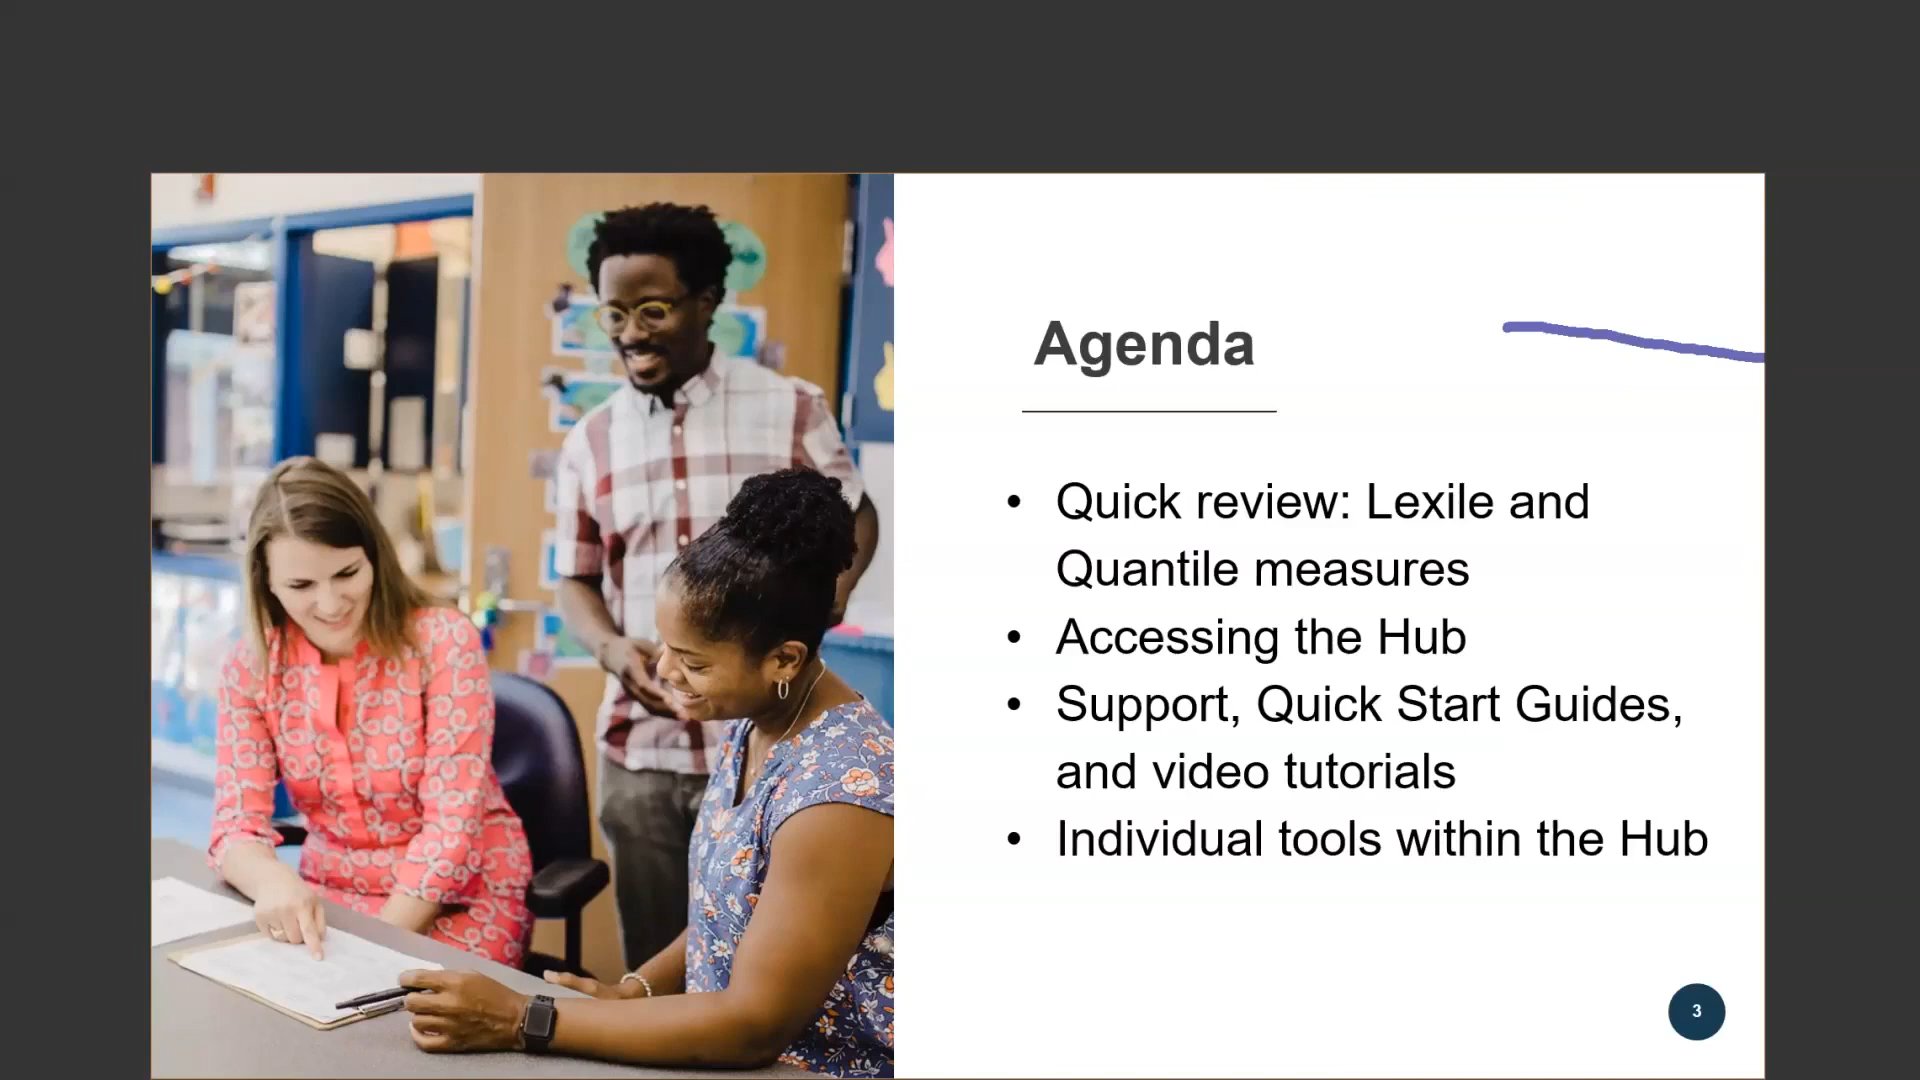 Agenda
• Quick review: Lexile and
Quantile measures
• Accessing the Hub
• Support, Quick Start Guides,
and video tutorials
• Individual tools within the Hub
3